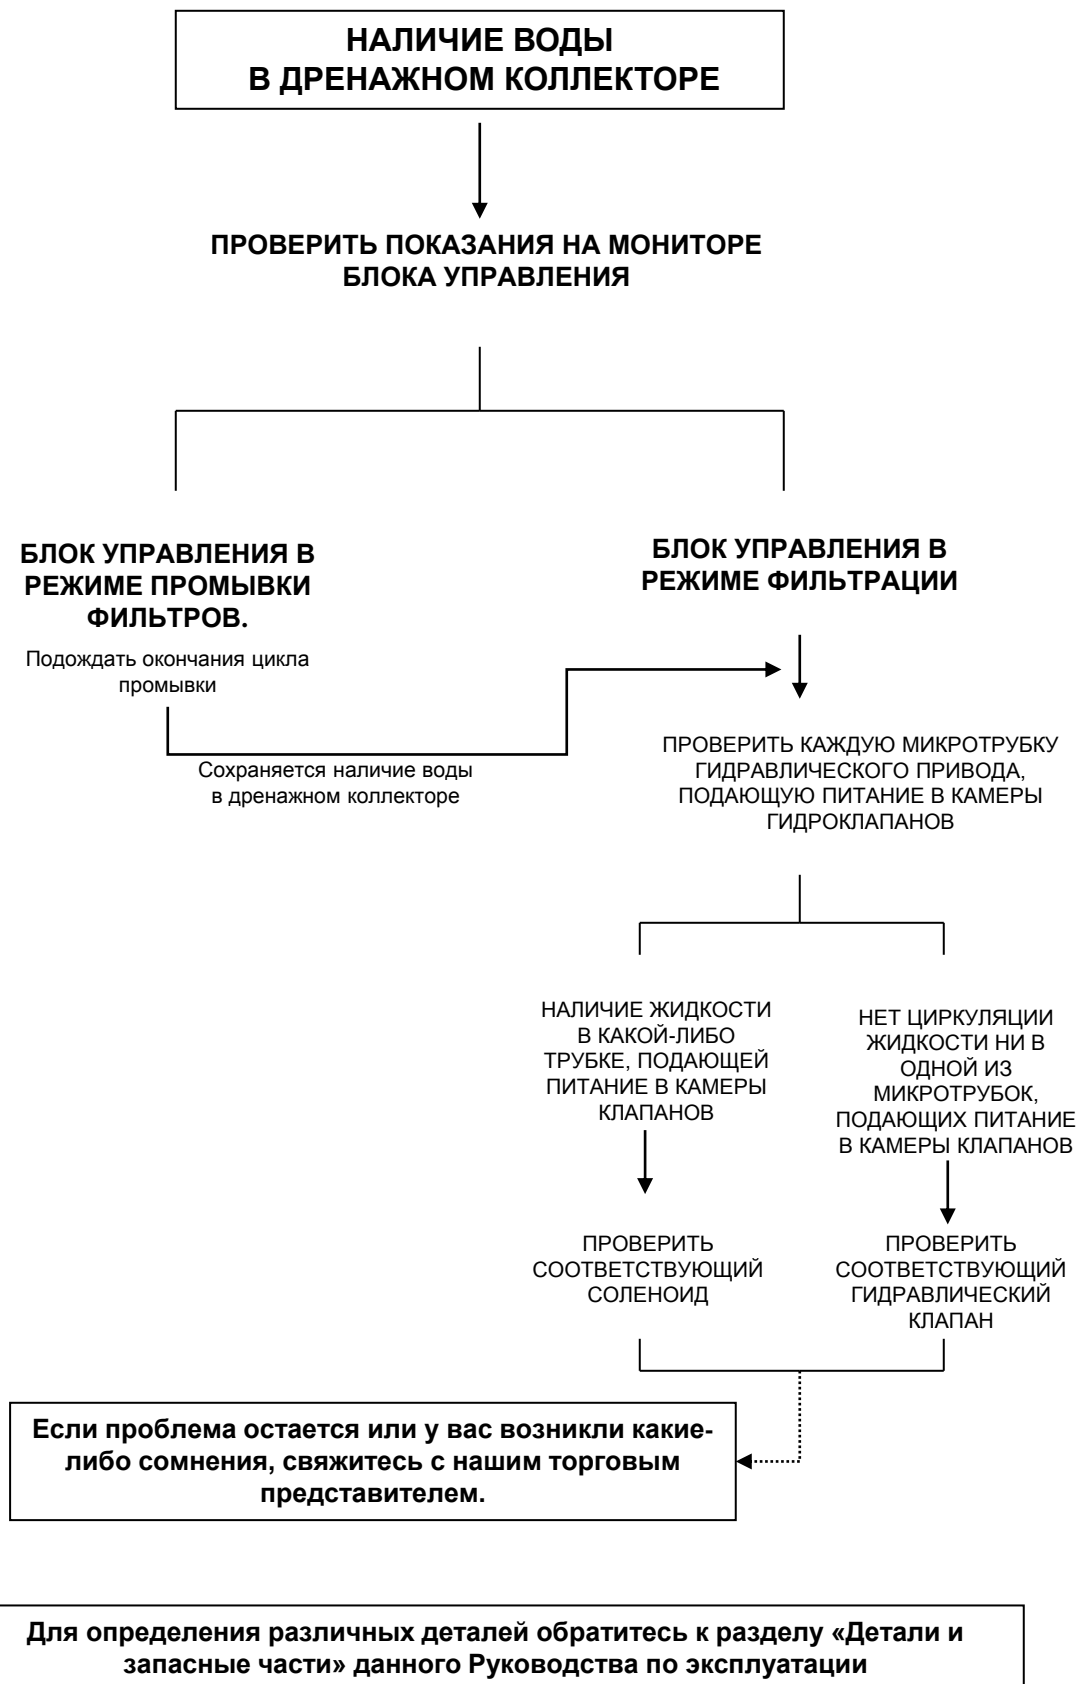 НАЛИЧИЕ ВОДЫ
В ДРЕНАЖНОМ КОЛЛЕКТОРЕ
ПРОВЕРИТЬ ПОКАЗАНИЯ НА МОНИТОРЕ
БЛОКА УПРАВЛЕНИЯ
БЛОК УПРАВЛЕНИЯ В
РЕЖИМЕ ПРОМЫВКИ
ФИЛЬТРОВ.
Подождать окончания цикла
промывки
Сохраняется наличие воды
в дренажном коллекторе
БЛОК УПРАВЛЕНИЯ В
РЕЖИМЕ ФИЛЬТРАЦИИ
ПРОВЕРИТЬ КАЖДУЮ МИКРОТРУБКУ
ГИДРАВЛИЧЕСКОГО ПРИВОДА,
ПОДАЮЩУЮ ПИТАНИЕ В КАМЕРЫ
ГИДРОКЛАПАНОВ
НАЛИЧИЕ ЖИДКОСТИ
В КАКОЙ-ЛИБО
ТРУБКЕ, ПОДАЮЩЕЙ
ПИТАНИЕ В КАМЕРЫ
КЛАПАНОВ
ПРОВЕРИТЬ
СООТВЕТСТВУЮЩИЙ
СОЛЕНОИД
НЕТ ЦИРКУЛЯЦИИ
ЖИДКОСТИ НИ В
ОДНОЙ ИЗ
МИКРОТРУБОК,
ПОДАЮЩИХ ПИТАНИЕ
В КАМЕРЫ КЛАПАНОВ
ПРОВЕРИТЬ
СООТВЕТСТВУЮЩИЙ
ГИДРАВЛИЧЕСКИЙ
КЛАПАН
Если проблема остается или у вас возникли какие-
либо сомнения, свяжитесь с нашим торговым
представителем.
Для определения различных деталей обратитесь к разделу «Детали и
запасные части» данного Руководства по эксплуатации